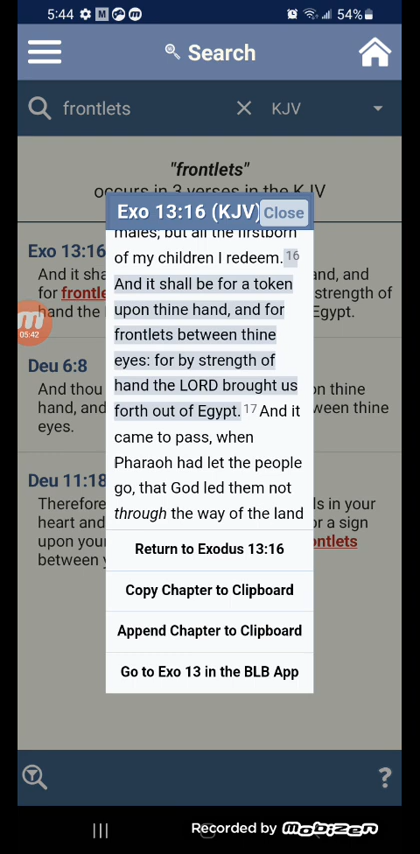 5:44 M m 54%
Search
frontlets KJV
"frontlets"
occurs in 3 verses in the KJV
Exo 13:16 (KJV) Close
males; but all the firstborn
of my children I redeem. 16
And it shall be for a token
upon thine hand, and for
frontlets between thine
eyes: for by strength of
hand the LORD brought us
forth out of Egypt. 17 And it
came to pass, when
Pharaoh had let the people
go, that God led them not
through the way of the land
Return to Exodus 13:16
Copy Chapter to Clipboard
Append Chapter to Clipboard
Go to Exo 13 in the BLB App
Exo 13:16
And it sha and, and
for frontle strength of
hand the Egypt.
m
05:42
Deu 6:8
And thou on thine
hand, and ween thine
eyes.
Deu 11:18
Therefore ds in your
heart and or a sign
upon you ontlets
between
?
Recorded by mobizen